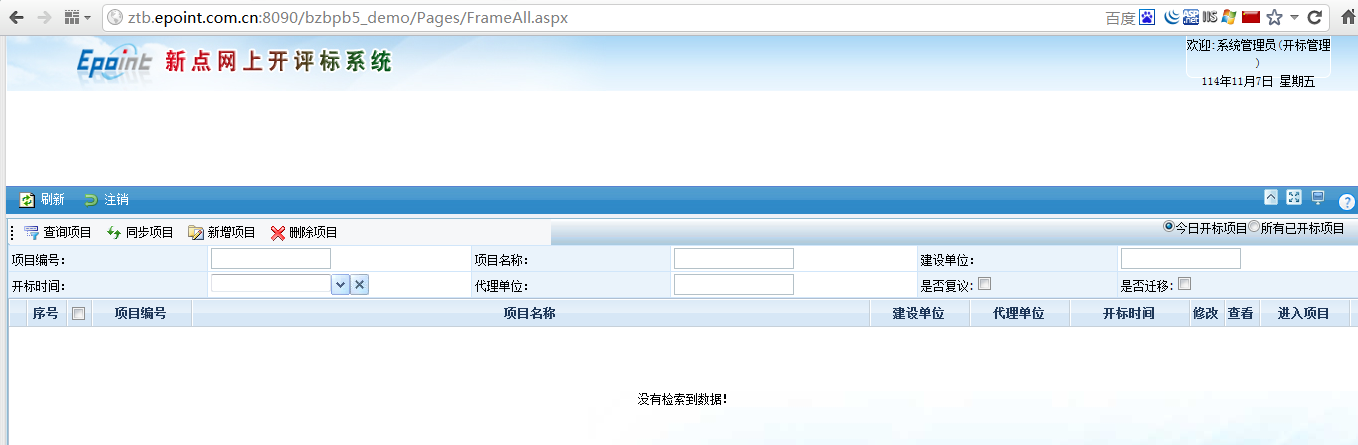 ztb.epoint.com.cn:8090/bzbpb5_demo/Pages/FrameAll.aspx 百度
Epoint 新点网上开评标系统
欢迎:系统管理员(开标管理
)
114年11月7日 星期五
刷新 注销
查询项目 同步项目 新增项目 删除项目 今日开标项目 所有已开标项目
项目编号: 项目名称: 建设单位:
开标时间: 代理单位: 是否复议: 是否迁移:
序号 项目编号 项目名称 建设单位 代理单位 开标时间 修改 查看 进入项目
没有检索到数据!